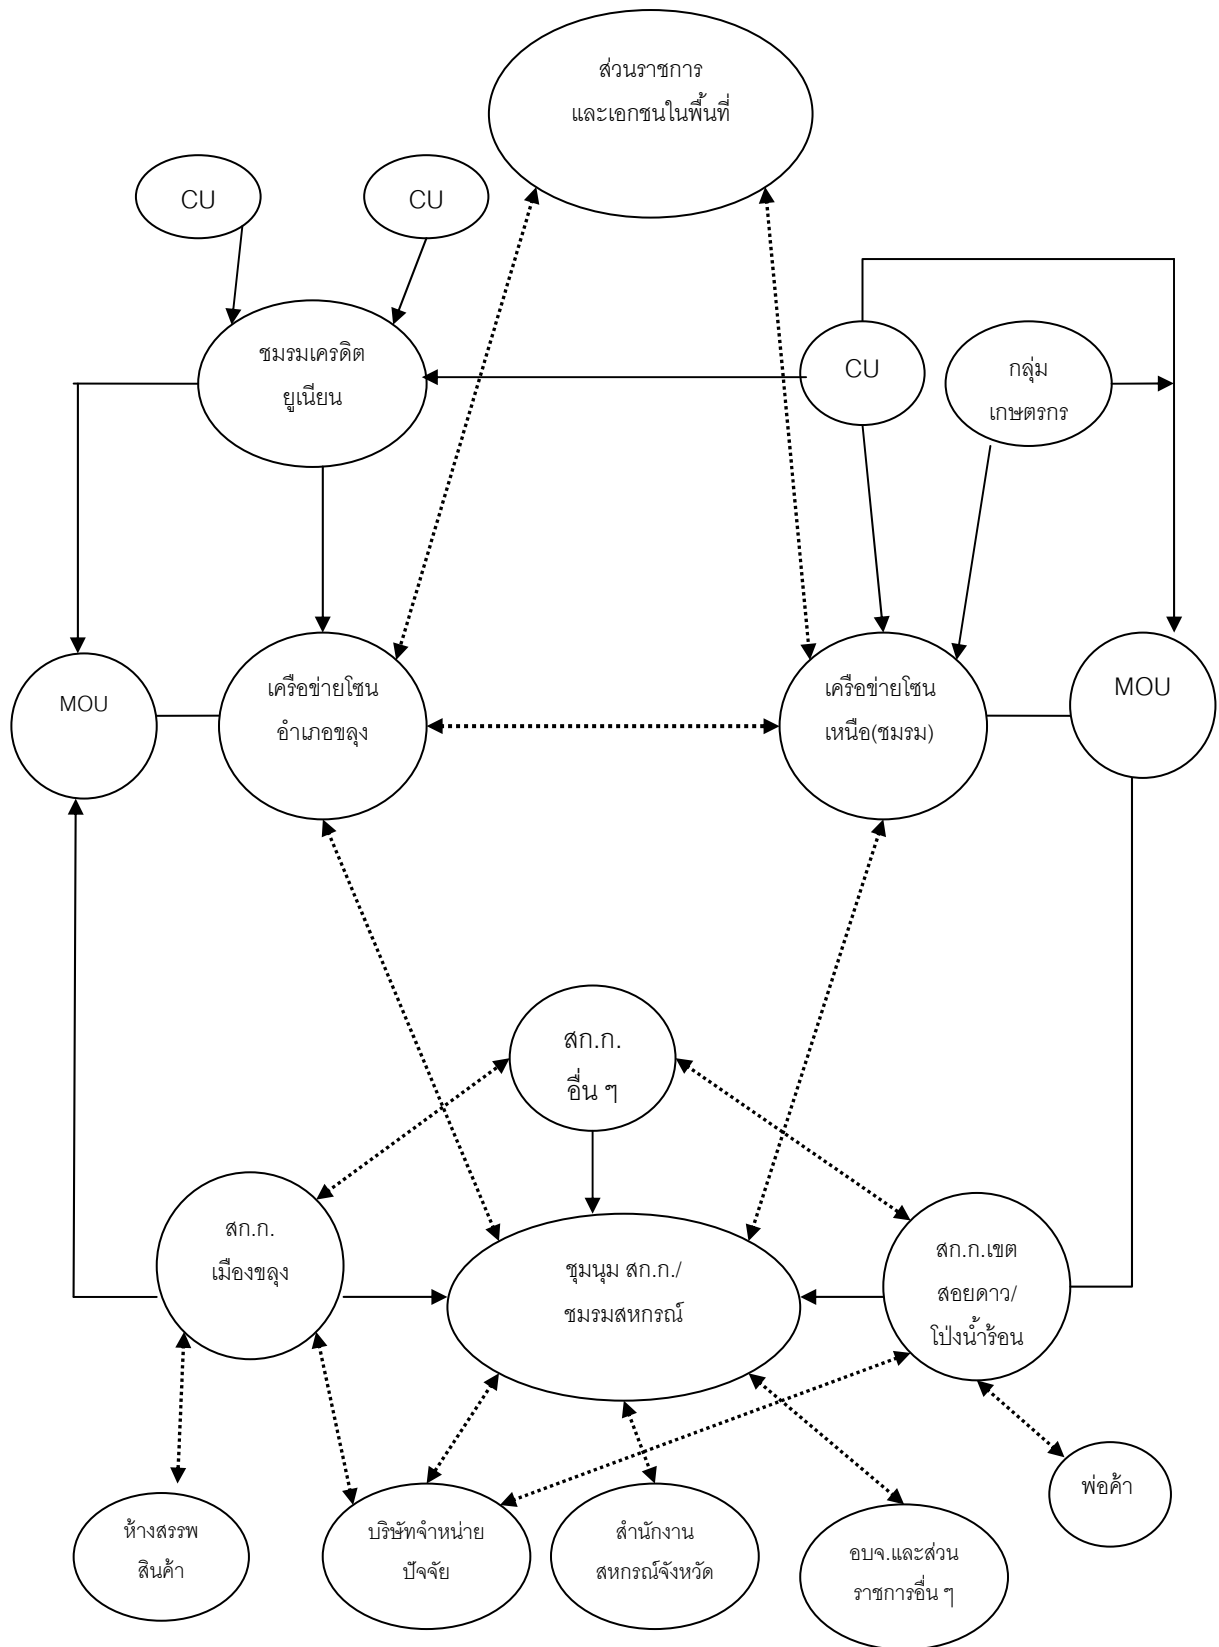 ส่วนราชการ
และเอกชนในพื้นที่
CU
CU
ชมรมเครดิต
ยูเนียน
CU
กลุ่ม
เกษตรกร
MOU
เครือข่ายโซน
อำเภอขลุง
เครือข่ายโซน
เหนือ(ชมรม)
MOU
สก.ก.
อื่น ๆ
สก.ก.
เมืองขลุง
ชุมนุม สก.ก./
ชมรมสหกรณ์
สก.ก.เขต
สอยดาว/
โป่งน้ำร้อน
ห้างสรรพ
สินค้า
บริษัทจำหน่าย
ปัจจัย
สำนักงาน
สหกรณ์จังหวัด
อบจ.และส่วน
ราชการอื่น ๆ
พ่อค้า